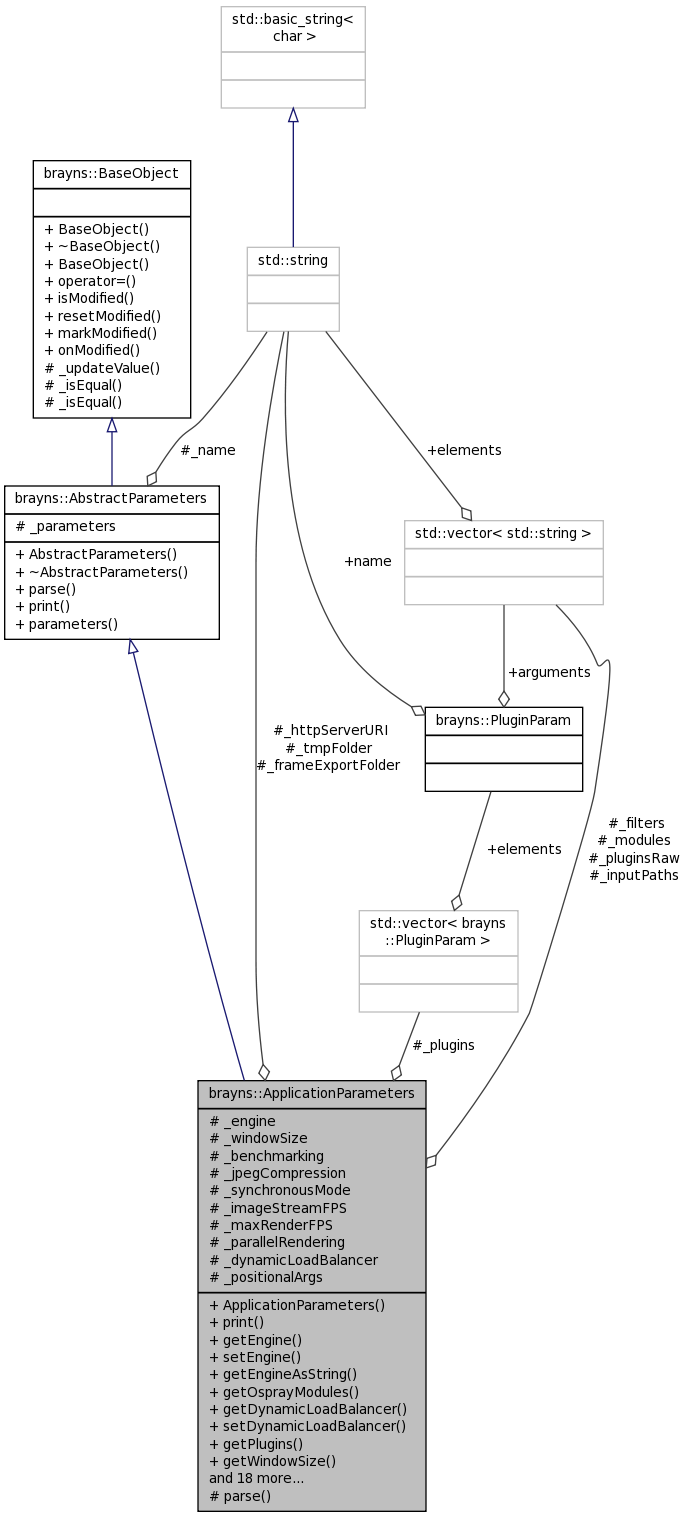 std::basic_string<
char >
brayns::BaseObject
+ BaseObject()
+ ~BaseObject()
+ BaseObject()
+ operator=()
+ isModified()
+ resetModified()
+ markModified()
+ onModified()
# _updateValue()
# _isEqual()
# _isEqual()
std::string
#_name
+elements
brayns::AbstractParameters
# _parameters
+ AbstractParameters()
+ ~AbstractParameters()
+ parse()
+ print()
+ parameters()
std::vector< std::string >
+name
+arguments
#_httpServerURI
#_tmpFolder
#_frameExportFolder
brayns::PluginParam
#_filters
#_modules
#_pluginsRaw
#_inputPaths
+elements
std::vector< brayns
::PluginParam >
#_plugins
brayns::ApplicationParameters
# _engine
# _windowSize
# _benchmarking
# _jpegCompression
# _synchronousMode
# _imageStreamFPS
# _maxRenderFPS
# _parallelRendering
# _dynamicLoadBalancer
# _positionalArgs
+ ApplicationParameters()
+ print()
+ getEngine()
+ setEngine()
+ getEngineAsString()
+ getOsprayModules()
+ getDynamicLoadBalancer()
+ setDynamicLoadBalancer()
+ getPlugins()
+ getWindowSize()
and 18 more...
# parse()